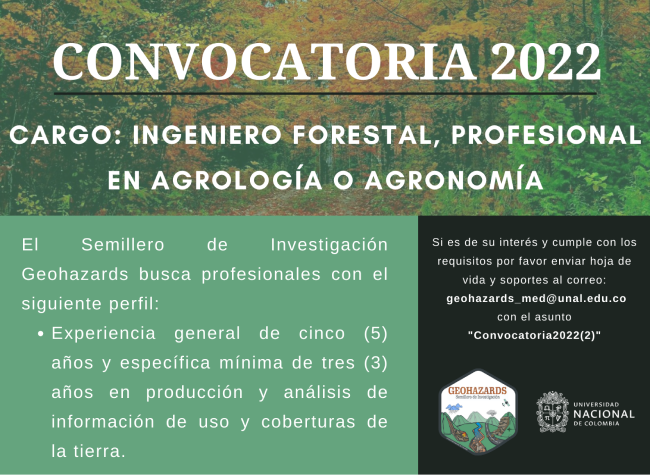 CONVOCATORIA 2022
CARGO: INGENIERO FORESTAL, PROFESIONAL
EN AGROLOGÍA O AGRONOMÍA
El Semillero de Investigación
Geohazards busca profesionales con el
siguiente perfil:
• Experiencia general de cinco (5)
años y específica mínima de tres (3)
años en producción y análisis de
información de uso y coberturas de
la tierra.
Si es de su interés y cumple con los
requisitos por favor enviar hoja de
vida y soportes al correo:
geohazards_med@unal.edu.co
con el asunto
"Convocatoria2022(2)"
GEOHAZARDS
Semillero de Investigación
UNIVERSIDAD
NACIONAL
DE COLOMBIA